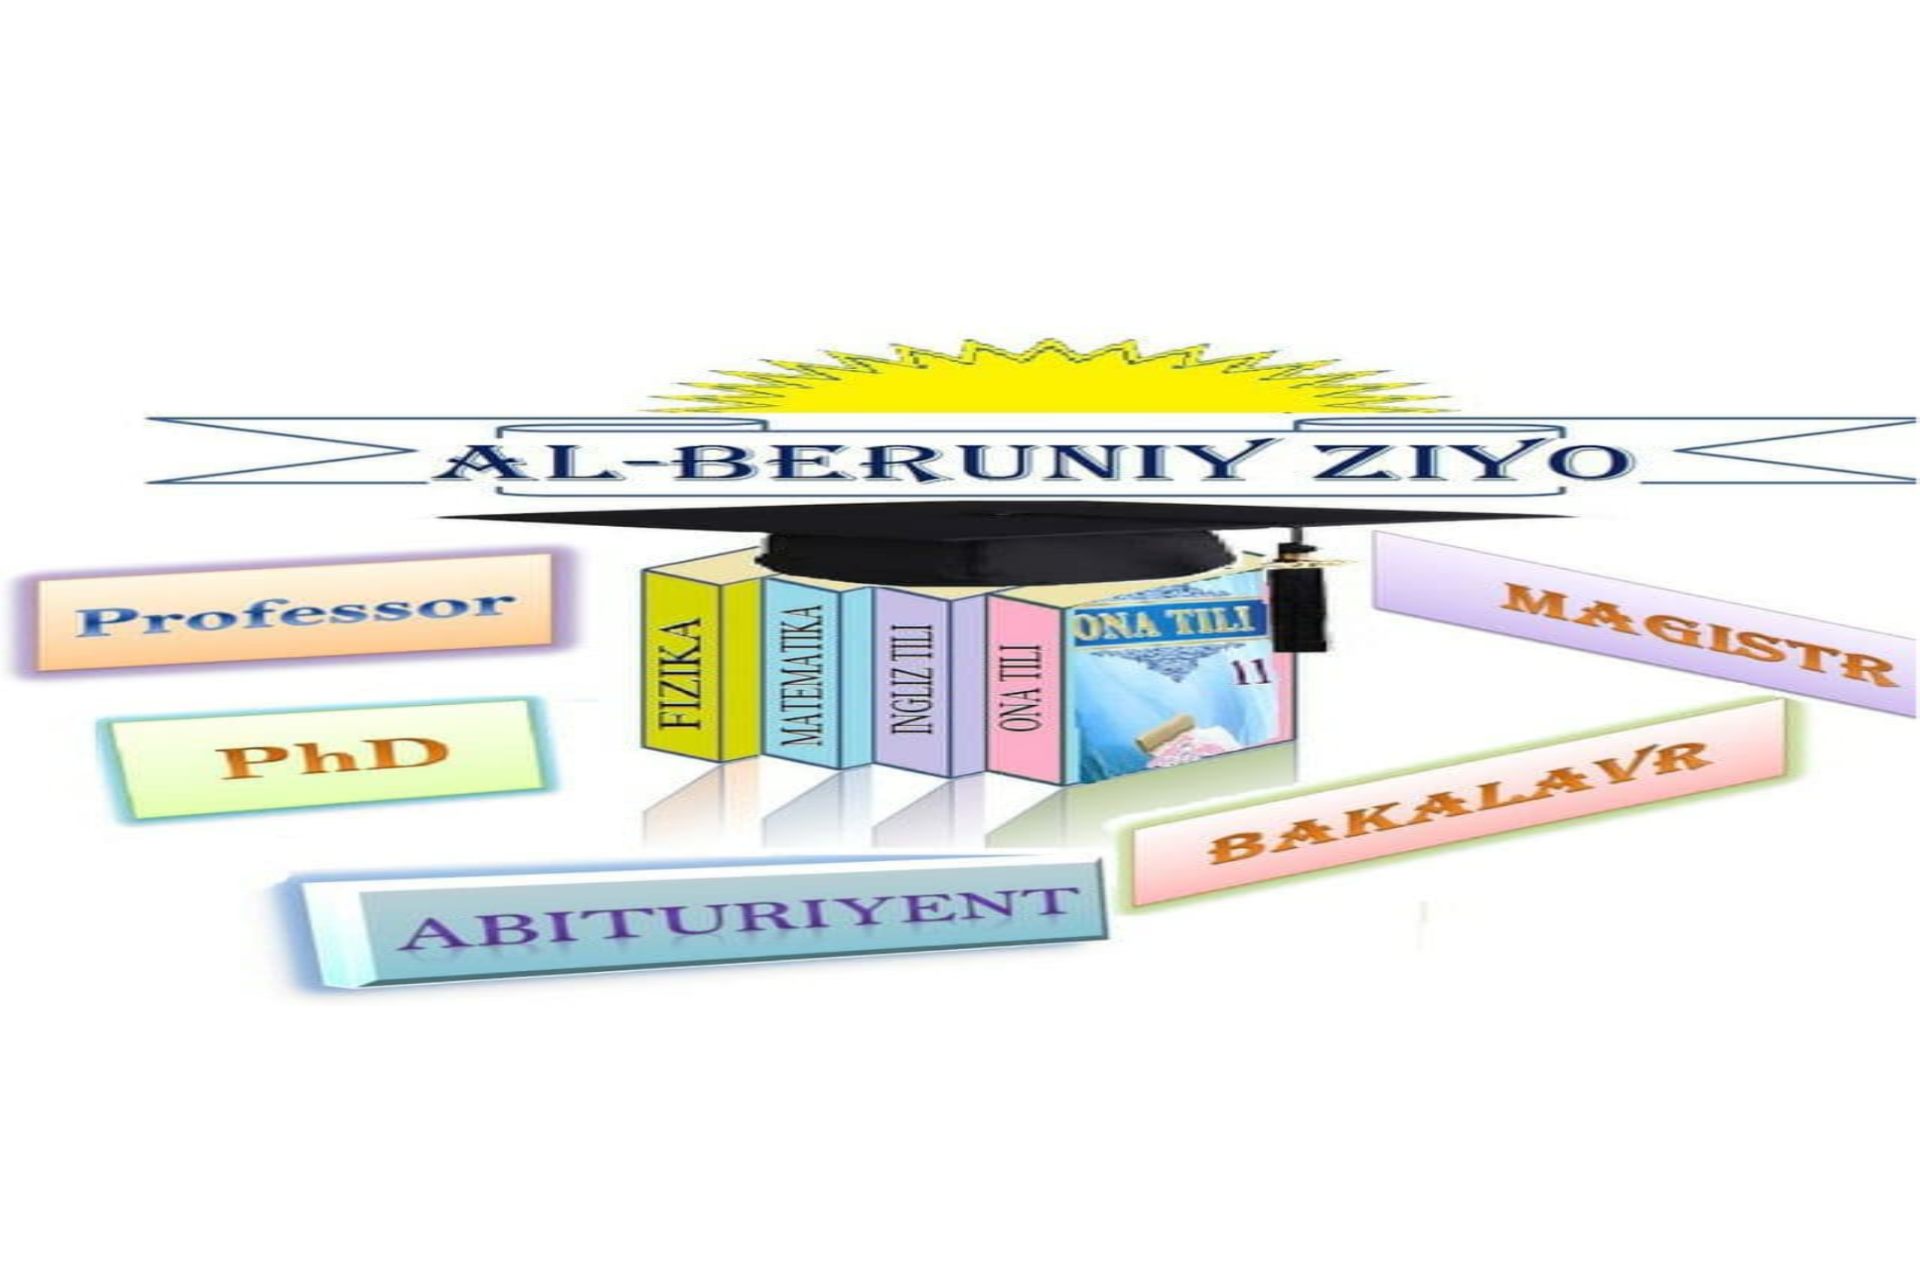 AL-BERUNIY ZIYO
Professor
MAGISTR
FIZIKA
MATEMATIKA
INGLIZ TILI
ONA TILI
ONA TILI
11
PhD
BAKALAVR
ABITURIYENT